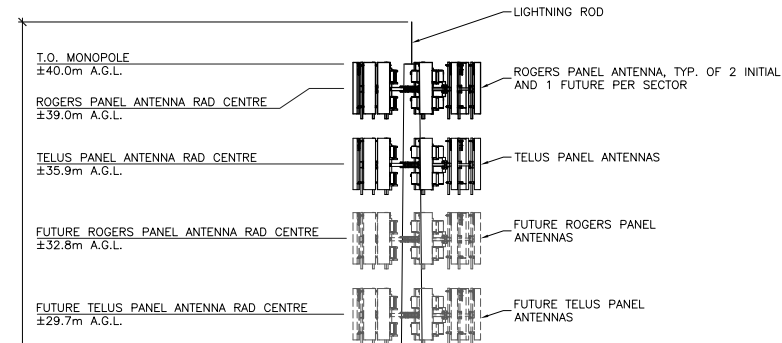 LIGHTNING ROD
T.O. MONOPOLE
±40.0m A.G.L.
ROGERS PANEL ANTENNA, TYP. OF 2 INITIAL
AND 1 FUTURE PER SECTOR
ROGERS PANEL ANTENNA RAD CENTRE
±39.0m A.G.L.
TELUS PANEL ANTENNA RAD CENTRE
±35.9m A.G.L.
TELUS PANEL ANTENNAS
FUTURE ROGERS PANEL ANTENNA RAD CENTRE
±32.8m A.G.L.
FUTURE ROGERS PANEL
ANTENNAS
FUTURE TELUS PANEL ANTENNA RAD CENTRE
±29.7m A.G.L.
FUTURE TELUS PANEL
ANTENNAS